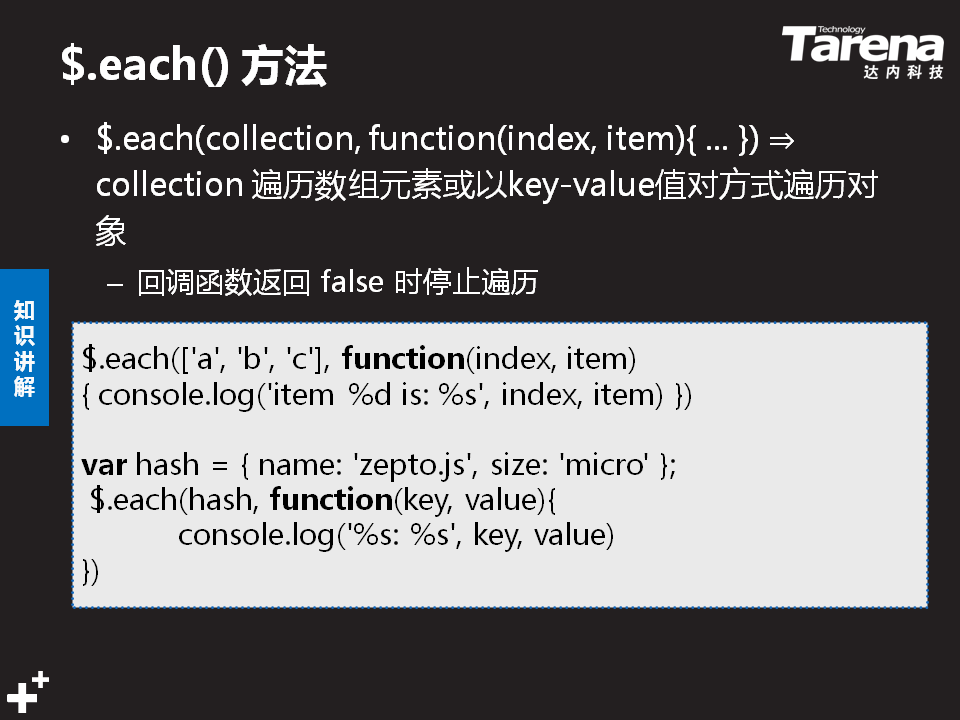 $.each() 方法
Technology
Tarena
达内科技
• $.each(collection, function(index, item){ ... }) ⇒
collection 遍历数组元素或以key-value值对方式遍历对
象
– 回调函数返回 false 时停止遍历
知
识
讲
解
$.each(['a', 'b', 'c'], function(index, item)
{ console.log('item %d is: %s', index, item) })
var hash = { name: 'zepto.js', size: 'micro' };
$.each(hash, function(key, value){
console.log('%s: %s', key, value)
})